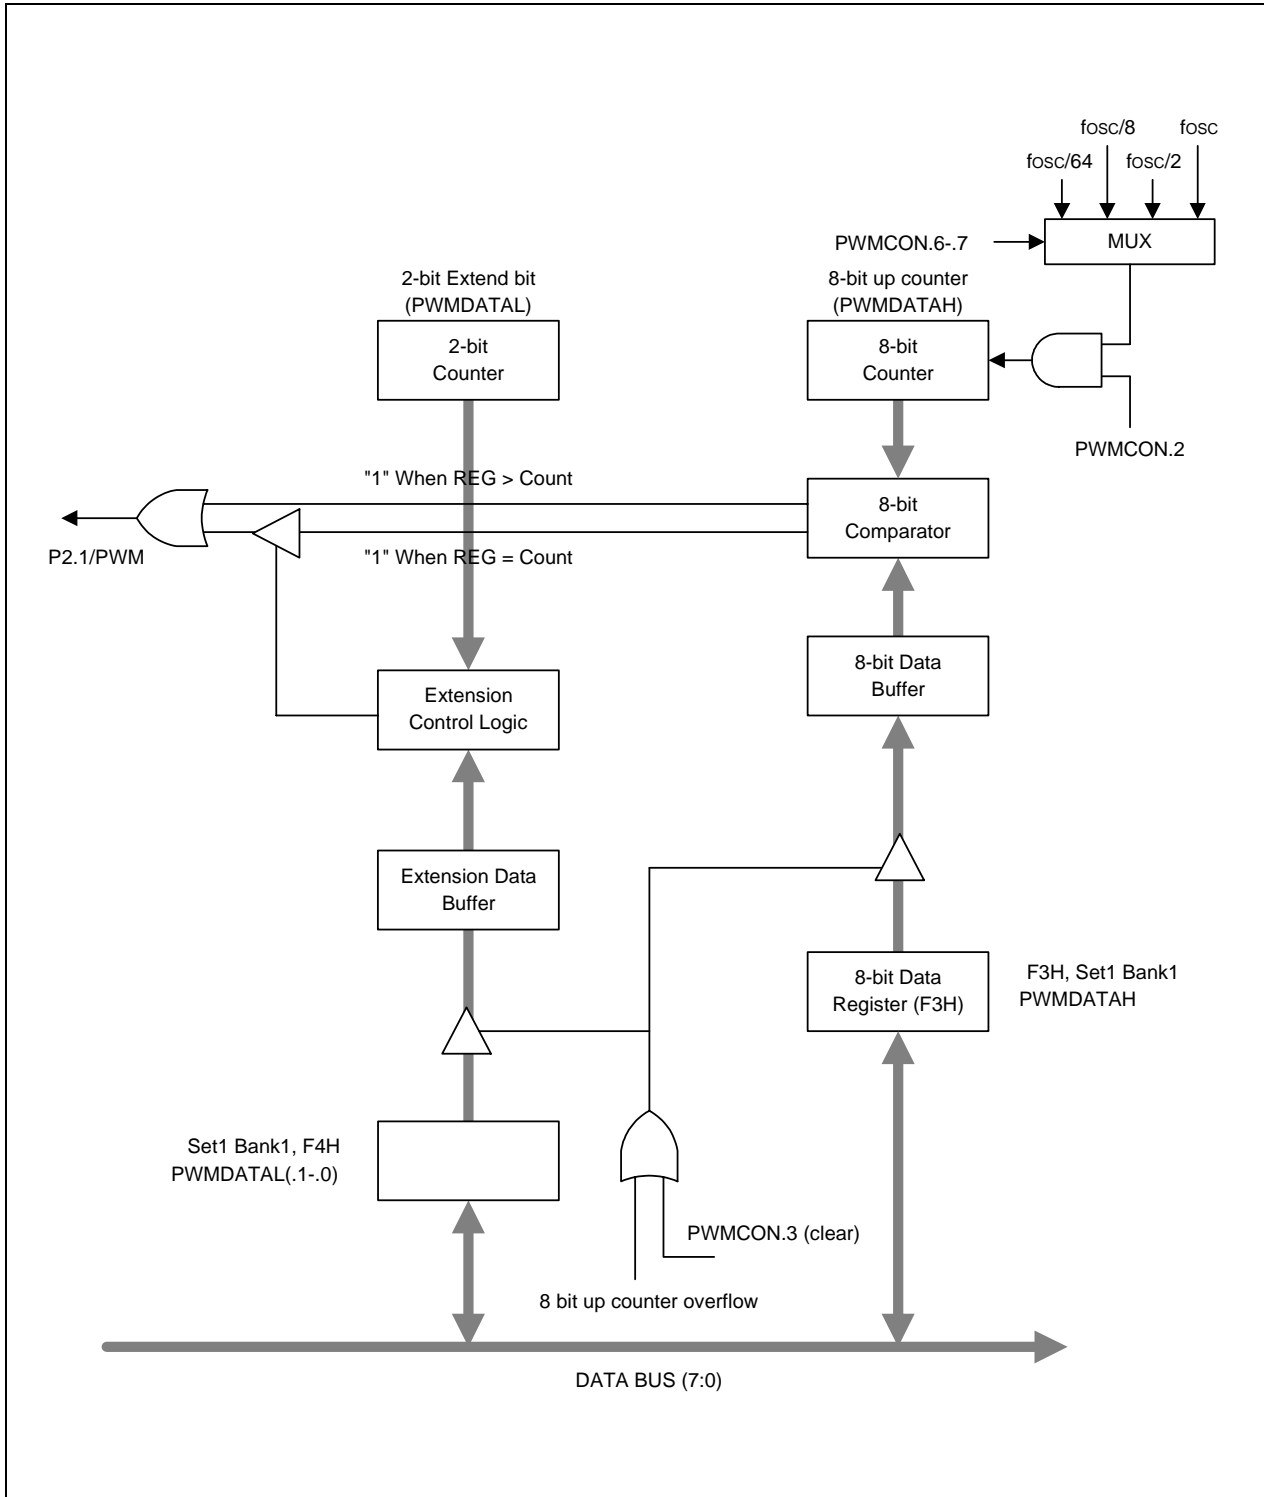 fosc/8 fosc
fosc/64 fosc/2
PWMCON.6-.7
MUX
2-bit Extend bit
(PWMDATAL)
8-bit up counter
(PWMDATAH)
2-bit
Counter
8-bit
Counter
PWMCON.2
"1" When REG > Count
8-bit
Comparator
P2.1/PWM
"1" When REG = Count
Extension
Control Logic
8-bit Data
Buffer
Extension Data
Buffer
8-bit Data
Register (F3H)
F3H, Set1 Bank1
PWMDATAH
Set1 Bank1, F4H
PWMDATAL(.1-.0)
PWMCON.3 (clear)
8 bit up counter overflow
DATA BUS (7:0)